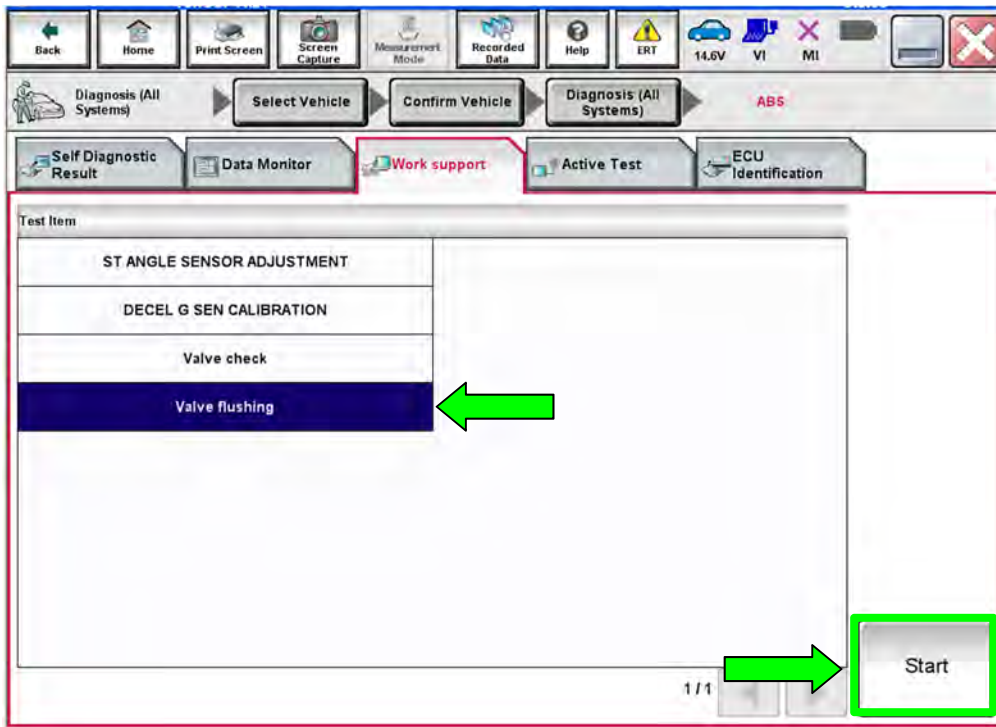 Back
Home
Print Screen
Screen
Capture
Measurement
Mode
Recorded
Data
Help
ERT
14.6V
VI
MI
Diagnosis (All
Systems)
Select Vehicle
Confirm Vehicle
Diagnosis (All
Systems)
ABS
Self Diagnostic
Result
Data Monitor
Work support
Active Test
ECU
Identification
Test Item
ST ANGLE SENSOR ADJUSTMENT
DECEL G SEN CALIBRATION
Valve check
Valve flushing
Start
1/1